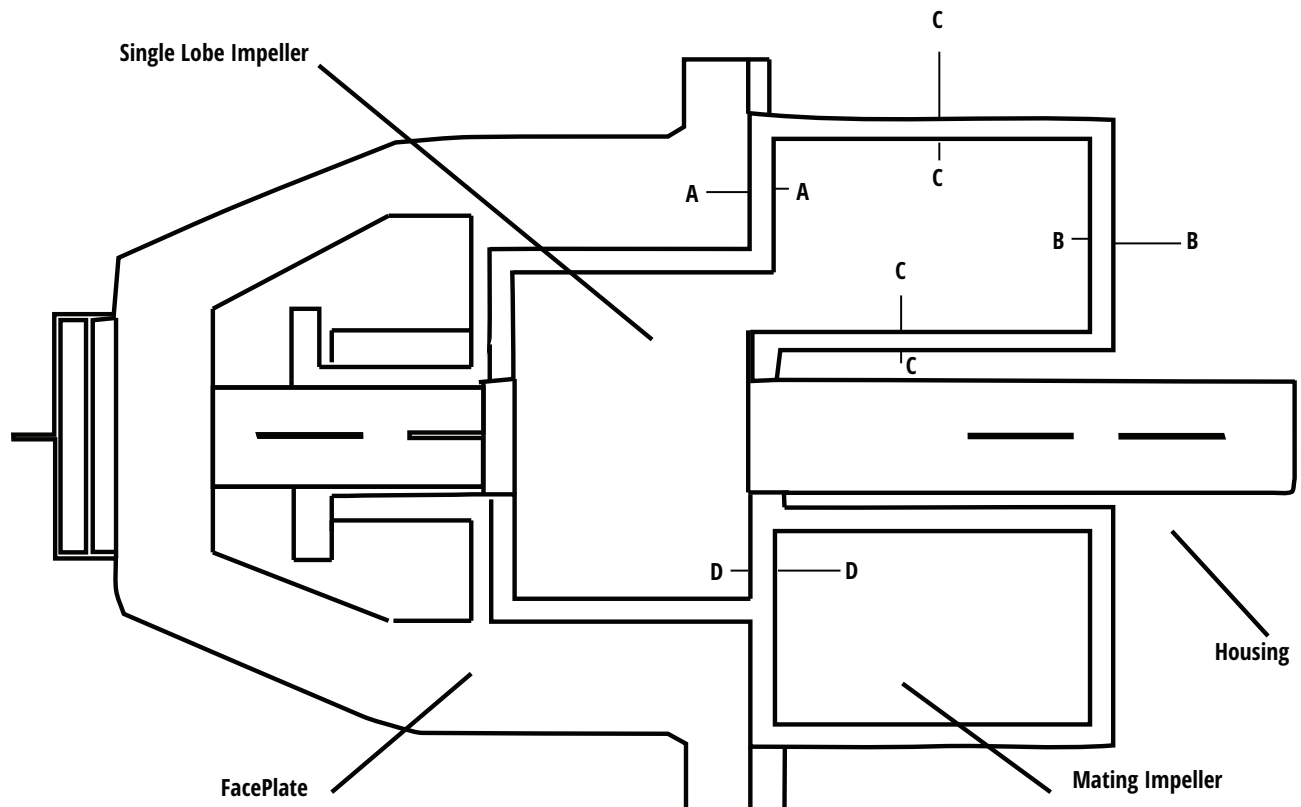 C
Single Lobe Impeller
C
A
A
B
B
C
C
D
D
Housing
Mating Impeller
FacePlate